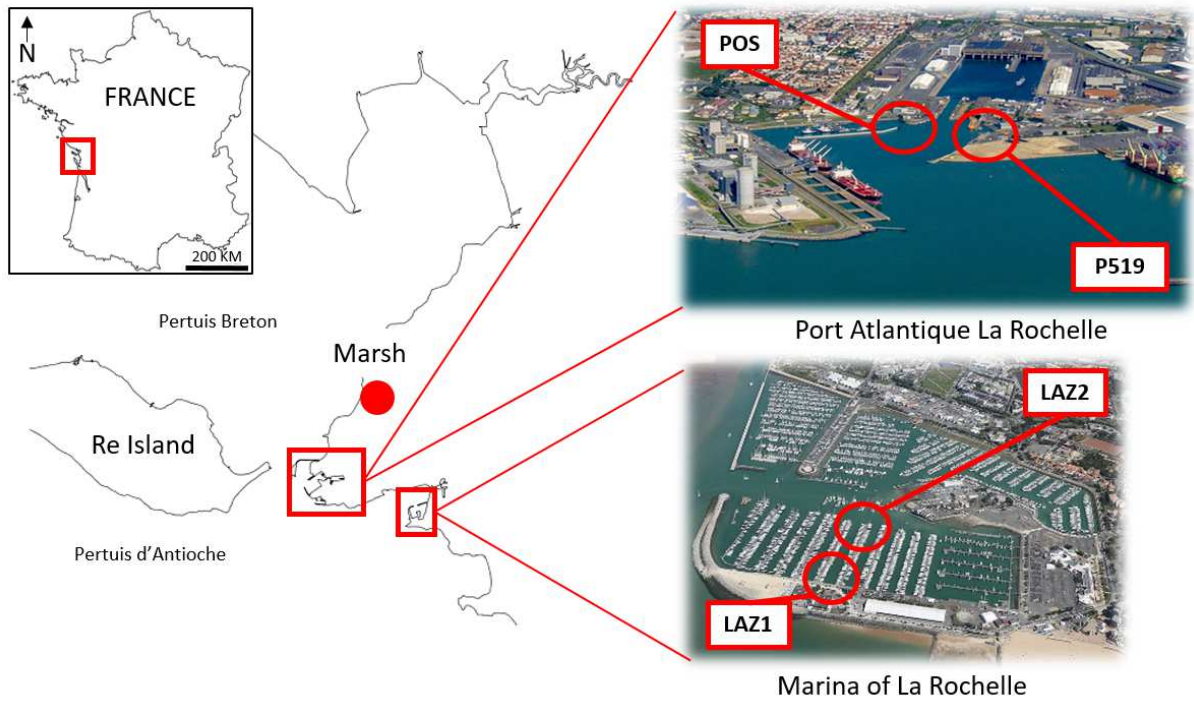 N
FRANCE
200 KM
Pertuis Breton
Marsh
Re Island
Pertuis d'Antioche
POS
P519
Port Atlantique La Rochelle
LAZ2
LAZ1
Marina of La Rochelle